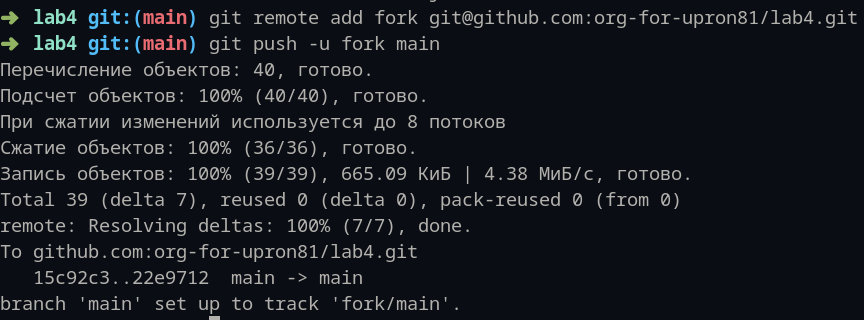 ➜ lab4 git:(main) git remote add fork git@github.com:org-for-upron81/lab4.git
➜ lab4 git:(main) git push -u fork main
Перечисление объектов: 40, готово.
Подсчет объектов: 100% (40/40), готово.
При сжатии изменений используется до 8 потоков
Сжатие объектов: 100% (36/36), готово.
Запись объектов: 100% (39/39), 665.09 КиБ | 4.38 МиБ/с, готово.
Total 39 (delta 7), reused 0 (delta 0), pack-reused 0 (from 0)
remote: Resolving deltas: 100% (7/7), done.
To github.com:org-for-upron81/lab4.git
   15c92c3..22e9712  main -> main
branch 'main' set up to track 'fork/main'.